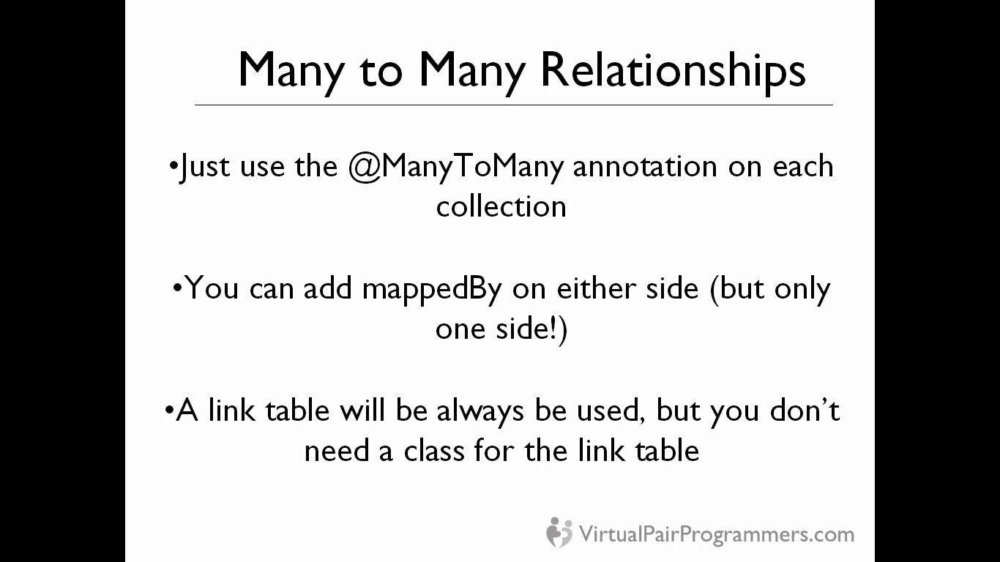 Many to Many Relationships
•Just use the @ManyToMany annotation on each
collection
•You can add mappedBy on either side (but only
one side!)
•A link table will be always be used, but you don’t
need a class for the link table
VirtualPairProgrammers.com